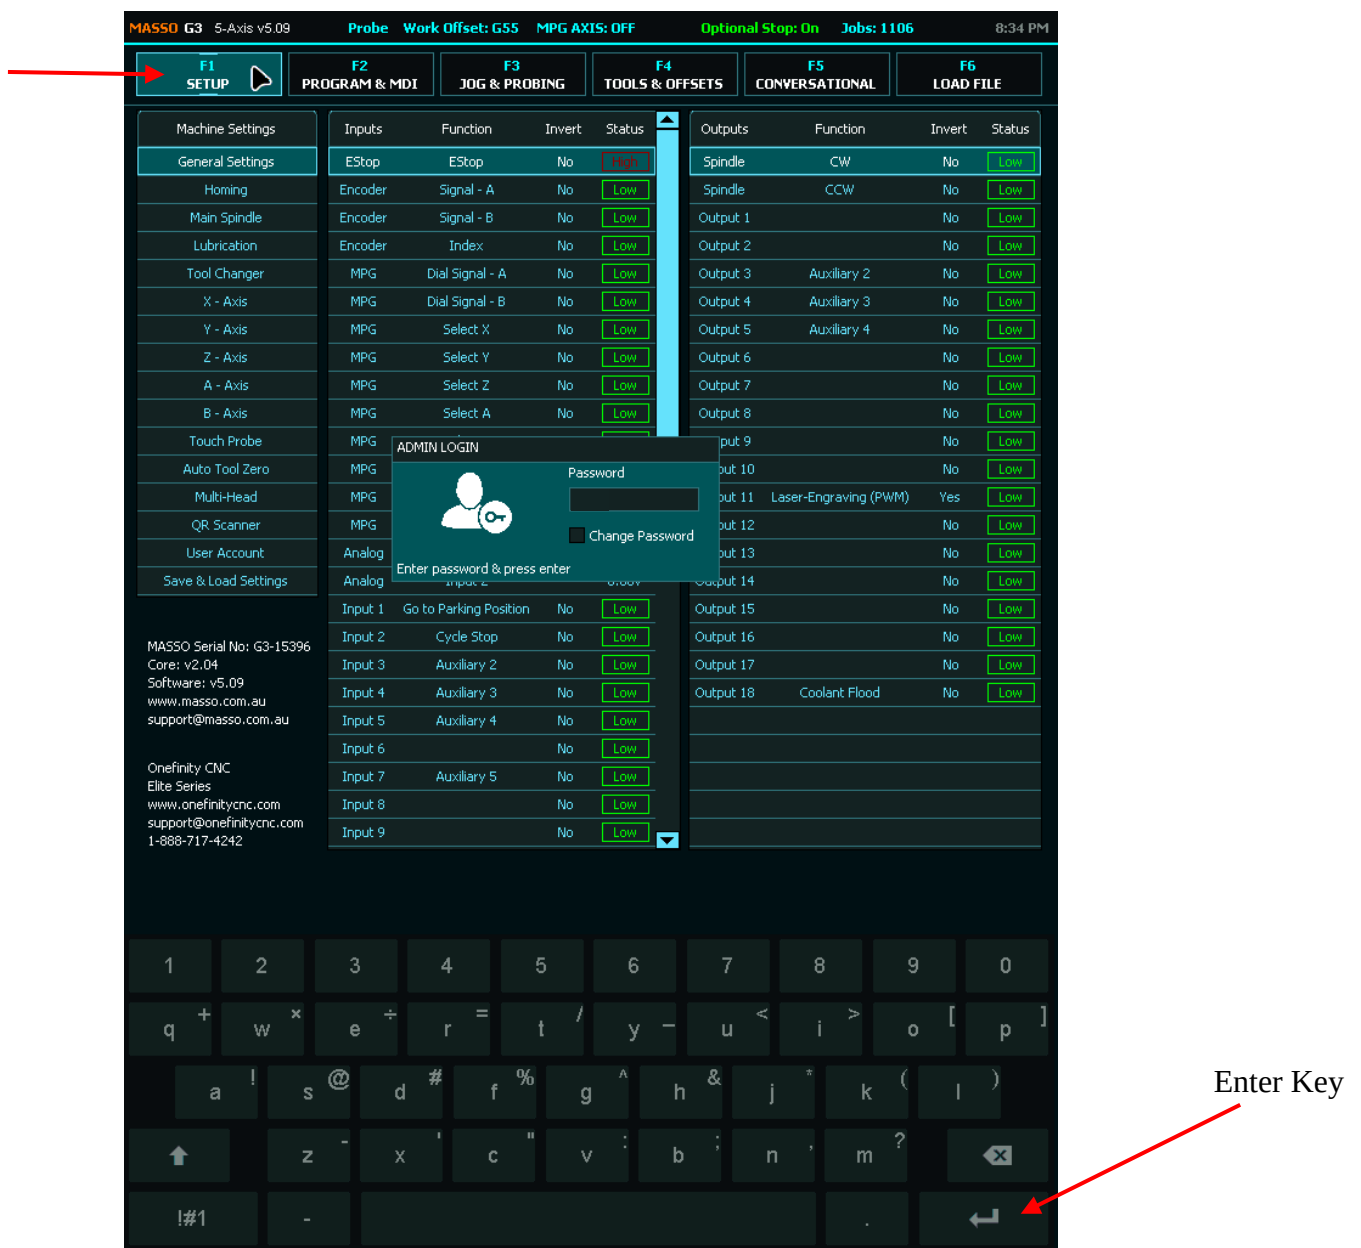 MASSO G3 5-Axis v5.09 Probe Work Offset: G55 MPG AXIS: OFF Optional Stop: On Jobs: 1106 8:34 PM
F1 F2 F3 F4 F5 F6
SETUP PROGRAM & MDI JOG & PROBING TOOLS & OFFSETS CONVERSATIONAL LOAD FILE
Machine Settings Inputs Function Invert Status Outputs Function Invert Status
General Settings EStop EStop No High Spindle CW No Low
Homing Encoder Signal - A No Low Spindle CCW No Low
Main Spindle Encoder Signal - B No Low Output 1 No Low
Lubrication Encoder Index No Low Output 2 No Low
Tool Changer MPG Dial Signal - A No Low Output 3 Auxiliary 2 No Low
X - Axis MPG Dial Signal - B No Low Output 4 Auxiliary 3 No Low
Y - Axis MPG Select X No Low Output 5 Auxiliary 4 No Low
Z - Axis MPG Select Y No Low Output 6 No Low
A - Axis MPG Select Z No Low Output 7 No Low
B - Axis MPG Select A No Low Output 8 No Low
Touch Probe MPG put 9 No Low
Auto Tool Zero MPG out 10 No Low
Multi-Head MPG out 11 Laser-Engraving (PWM) Yes Low
QR Scanner MPG out 12 No Low
User Account Analog out 13 No Low
Save & Load Settings Analog Output 14 No Low
ADMIN LOGIN
Password
Change Password
Enter password & press enter
Input 1 Go to Parking Position No Low Output 15 No Low
Input 2 Cycle Stop No Low Output 16 No Low
Input 3 Auxiliary 2 No Low Output 17 No Low
Input 4 Auxiliary 3 No Low Output 18 Coolant Flood No Low
Input 5 Auxiliary 4 No Low
Input 6 No Low
Input 7 Auxiliary 5 No Low
Input 8 No Low
Input 9 No Low
MASSO Serial No: G3-15396
Core: v2.04
Software: v5.09
www.masso.com.au
support@masso.com.au
Onefinity CNC
Elite Series
www.onefinitycnc.com
support@onefinitycnc.com
1-888-717-4242
1 2 3 4 5 6 7 8 9 0
q + w × e ÷ r = t / y – u < i > o [ p ]
a ! s @ d # f % g ^ h & j * k ( l )
z - x ' c " v : b ; n , m ?
!#1 - .
Enter Key